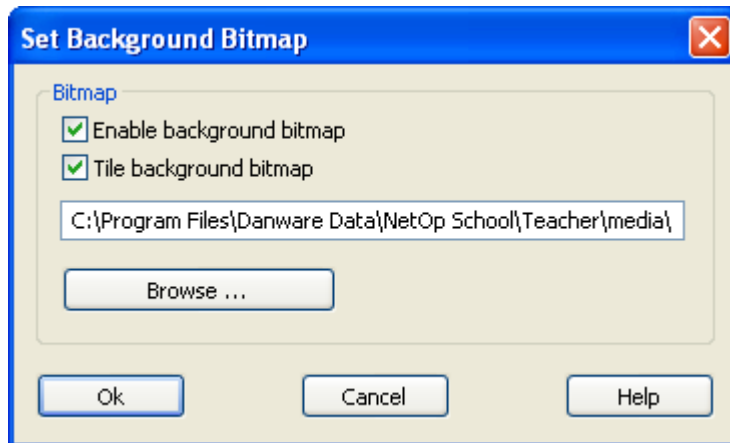 Set Background Bitmap
Bitmap
Enable background bitmap
Tile background bitmap
C:\Program Files\Danware Data\NetOp School\Teacher\media\
Browse ...
Ok Cancel Help